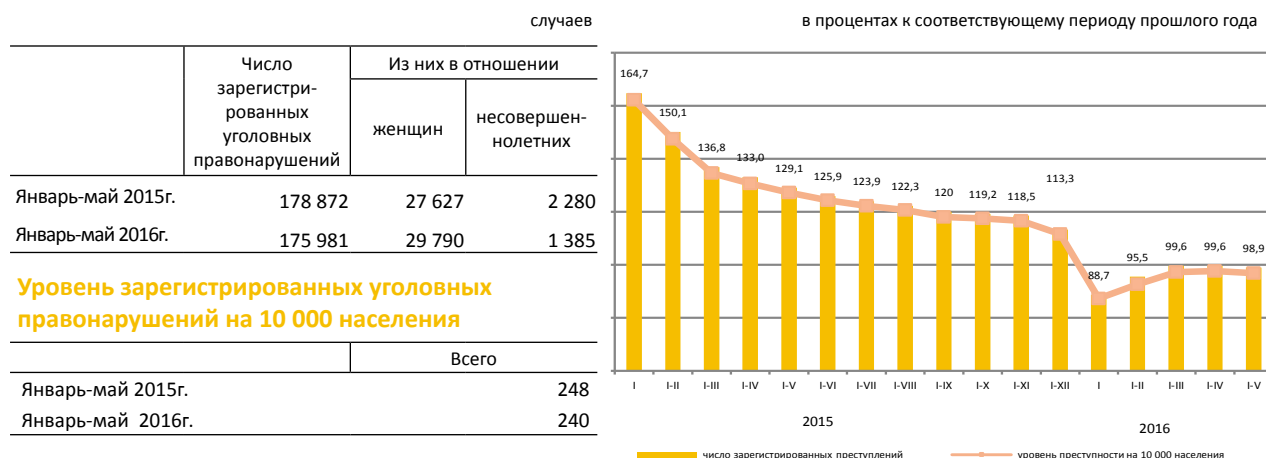 случаев
Число
зарегистри-
рованных
уголовных
правонарушений
Из них в отношении
женщин
несовершен-
нолетних
Январь-май 2015г.
178 872
27 627
2 280
Январь-май 2016г.
175 981
29 790
1 385
Уровень зарегистрированных уголовных
правонарушений на 10 000 населения
Всего
Январь-май 2015г.
248
Январь-май 2016г.
240
в процентах к соответствующему периоду прошлого года
164,7
150,1
136,8
133,0
129,1
125,9
123,9
122,3
120
119,2
118,5
113,3
88,7
95,5
99,6
99,6
98,9
I I-II I-III I-IV I-V I-VI I-VII I-VIII I-IX I-X I-XI I-XII I I-II I-III I-IV I-V
2015
2016
число зарегистрированных преступлений
уровень преступности на 10 000 населения